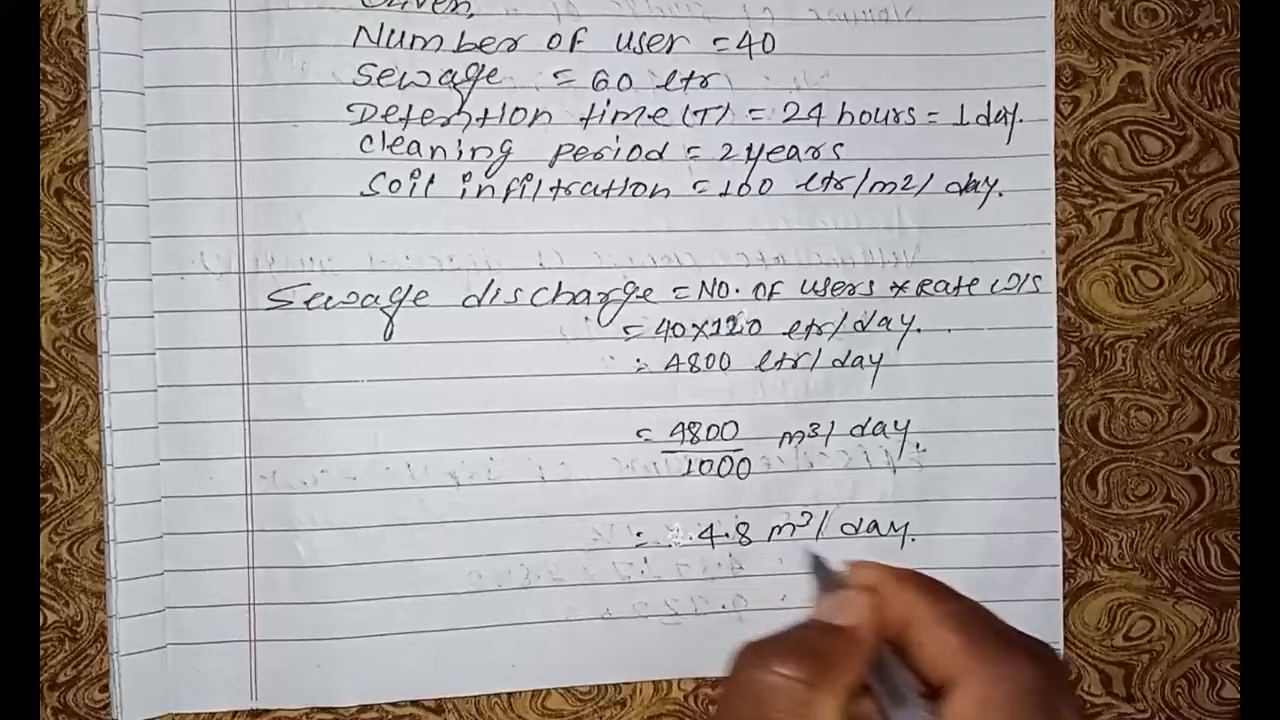 Given,
Number of user = 40
Sewage = 60 ltr
Detention time (T) = 24 hours = 1 day.
Cleaning period = 2 years
Soil infiltration = 100 ltr/m2/ day.
Sewage discharge = No. of users * Rate w/s
= 40 x 120 ltr/ day.
= 4800 ltr/ day
= 4800 m3/ day.
1000
= 4.8 m3/ day.